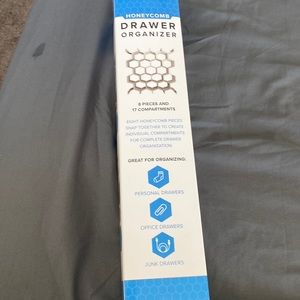 HONEYCOMB
DRAWER
ORGANIZER
8 PIECES AND
17 COMPARTMENTS
EIGHT HONEYCOMB PIECES
SNAP TOGETHER TO CREATE
INDIVIDUAL COMPARTMENTS
FOR COMPLETE DRAWER
ORGANIZATION.
GREAT FOR ORGANIZING:
PERSONAL DRAWERS
OFFICE DRAWERS
JUNK DRAWERS